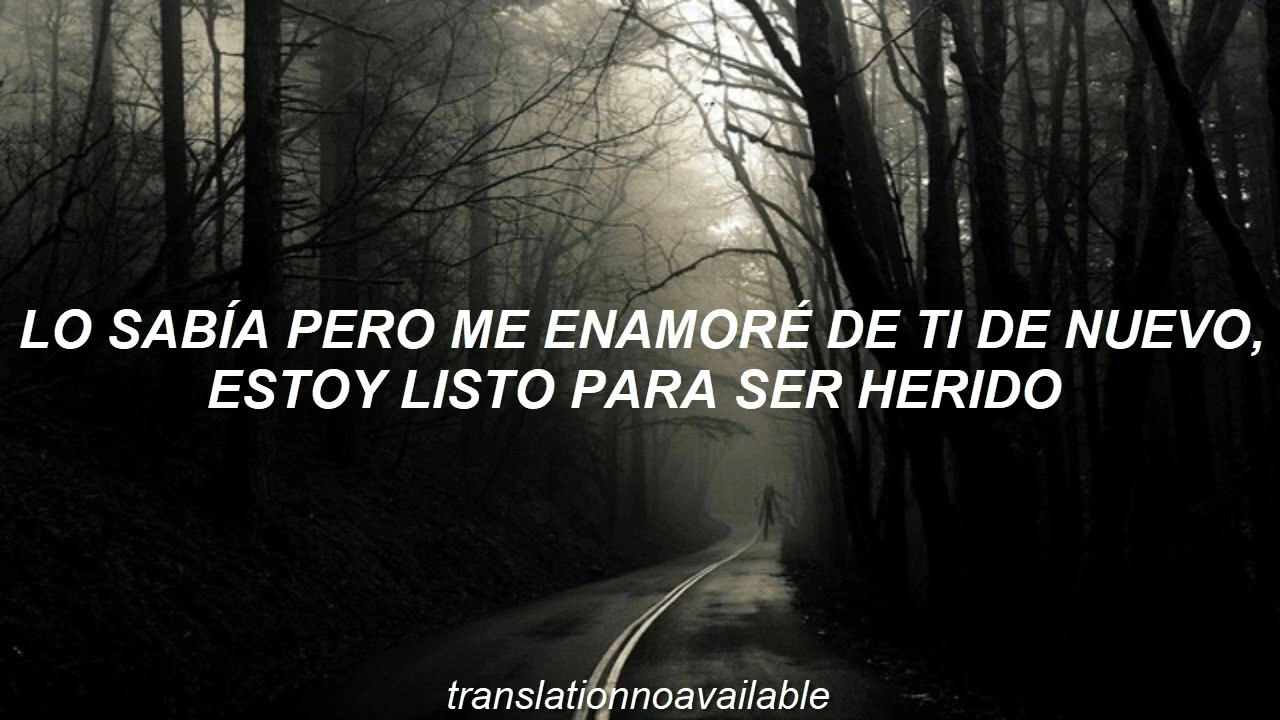 LO SABÍA PERO ME ENAMORÉ DE TI DE NUEVO,
ESTOY LISTO PARA SER HERIDO
translationnoavailable